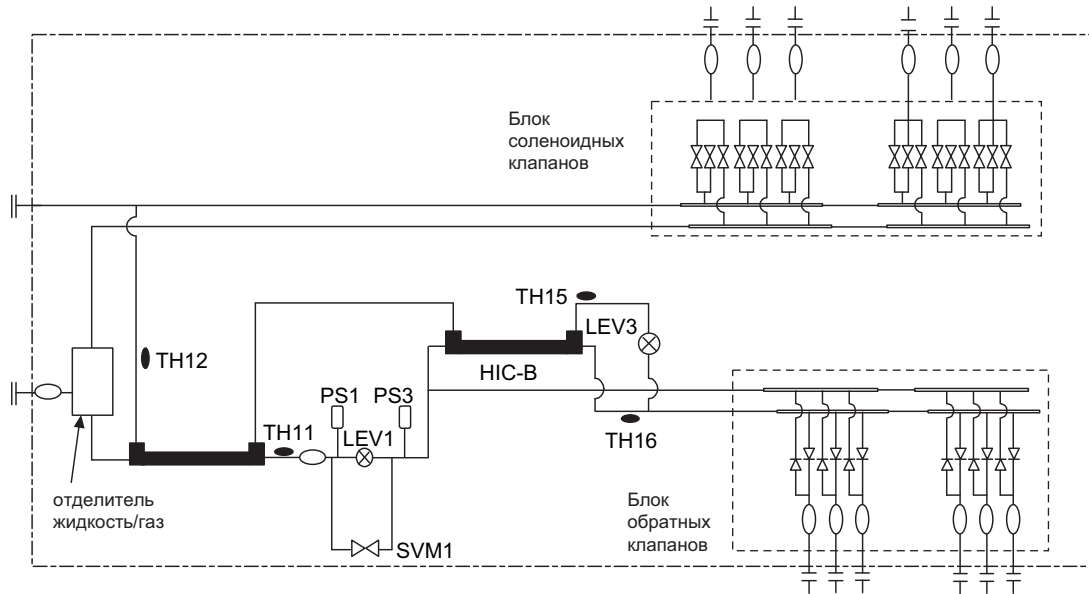 Блок
соленоидных
клапанов
TH15
LEV3
TH12
HIC-B
PS1
PS3
TH11
LEV1
TH16
отделитель
жидкость/газ
SVM1
Блок
обратных
клапанов